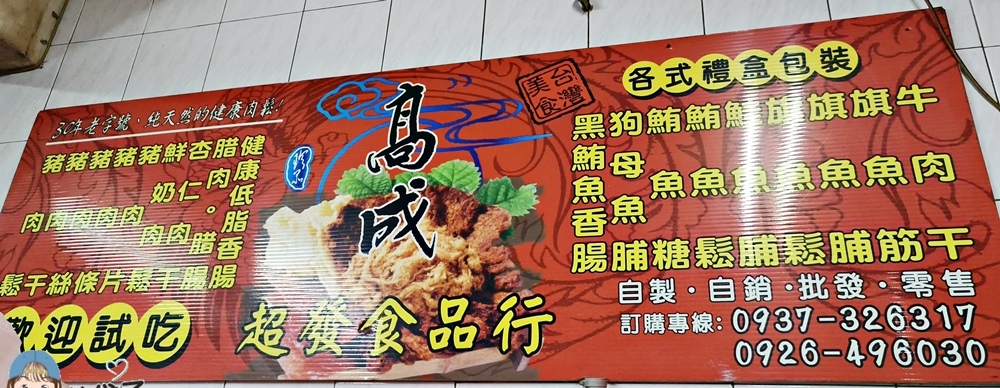 30年老字號‧純天然的健康肉鬆!
健康低脂香腸
腊肉。腊腸
杏仁肉干
鮮奶肉鬆
豬肉片
豬肉條
豬肉絲
豬肉干
豬肉鬆
歡迎試吃
高成
超發食品行
台灣美食
各式禮盒包裝
牛肉干
旗魚筋
旗魚脯
旗魚鬆
鮭魚脯
鮪魚鬆
鮪魚糖
狗母魚脯
黑鮪魚香腸
自製‧自銷‧批發‧零售
訂購專線:0937-326317
0926-496030